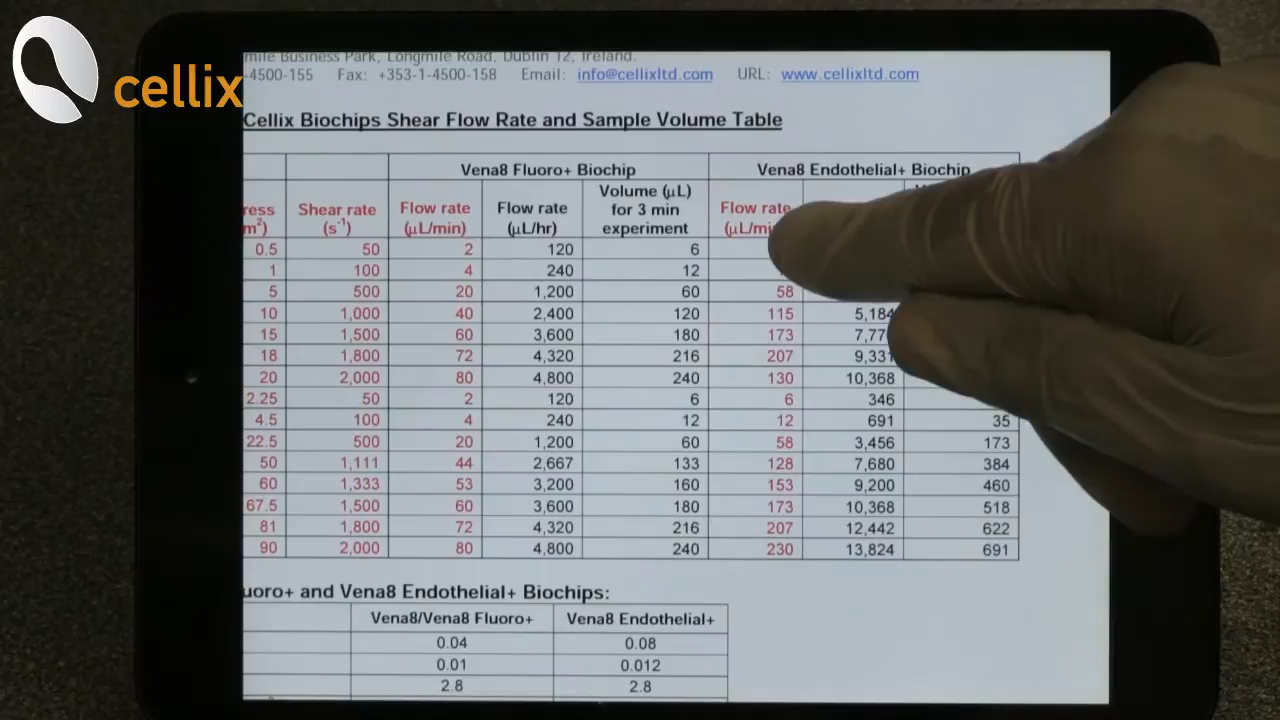 cellix
mile Business Park, Longmile Road, Dublin 12, Ireland.
-4500-155 Fax: +353-1-4500-158 Email: info@cellixltd.com URL: www.cellixltd.com
Cellix Biochips Shear Flow Rate and Sample Volume Table
Vena8 Fluoro+ Biochip Vena8 Endothelial+ Biochip
ress m²) Shear rate (s⁻¹) Flow rate (µL/min) Flow rate (µL/hr) Volume (µL) for 3 min experiment Flow rate
0.5 50 2 120 6
1 100 4 240 12
5 500 20 1,200 60 58
10 1,000 40 2,400 120 115 5,184
15 1,500 60 3,600 180 173
18 1,800 72 4,320 216 207 9,331
20 2,000 80 4,800 240 130 10,368
2.25 50 2 120 6 6 346
4.5 100 4 240 12 12 691 35
22.5 500 20 1,200 60 58 3,456 173
50 1,111 44 2,667 133 128 7,680 384
60 1,333 53 3,200 160 153 9,200 460
67.5 1,500 60 3,600 180 173 10,368 518
81 1,800 72 4,320 216 207 12,442 622
90 2,000 80 4,800 240 230 13,824 691
uoro+ and Vena8 Endothelial+ Biochips:
Vena8/Vena8 Fluoro+ Vena8 Endothelial+
0.04 0.08
0.01 0.012
2.8 2.8